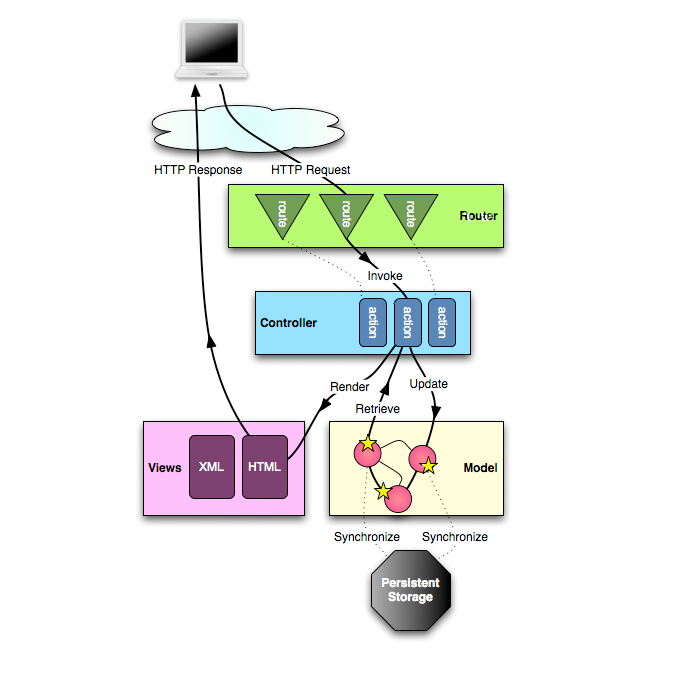 HTTP Response
HTTP Request
route
route
route
Router
Invoke
Controller
action
action
action
Render
Update
Retrieve
Views
XML
HTML
Model
Synchronize
Synchronize
Persistent
Storage